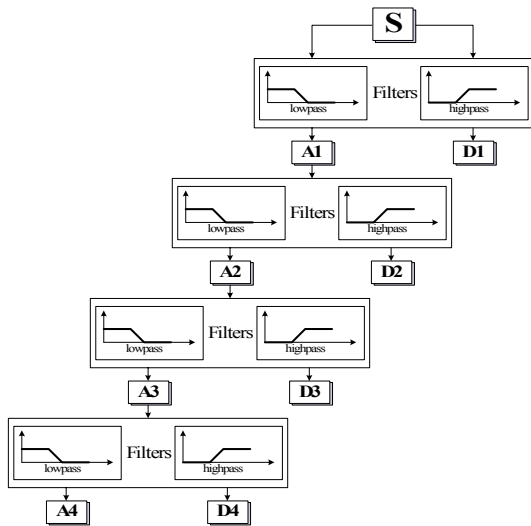 S
Filters
lowpass
highpass
A1
D1
Filters
lowpass
highpass
A2
D2
Filters
lowpass
highpass
A3
D3
Filters
lowpass
highpass
A4
D4